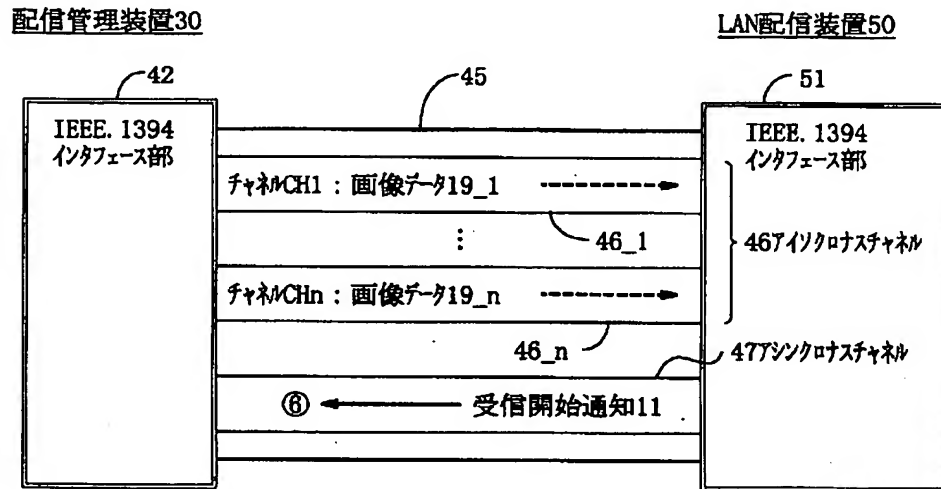 配信管理装置30
LAN配信装置50
42
45
51
IEEE. 1394
インタフェース部
IEEE. 1394
インタフェース部
チャネルCH1：画像データ19_1
46_1
46アイソクロナスチャネル
⋮
チャネルCHn：画像データ19_n
46_n
47アシンクロナスチャネル
⑥
受信開始通知11